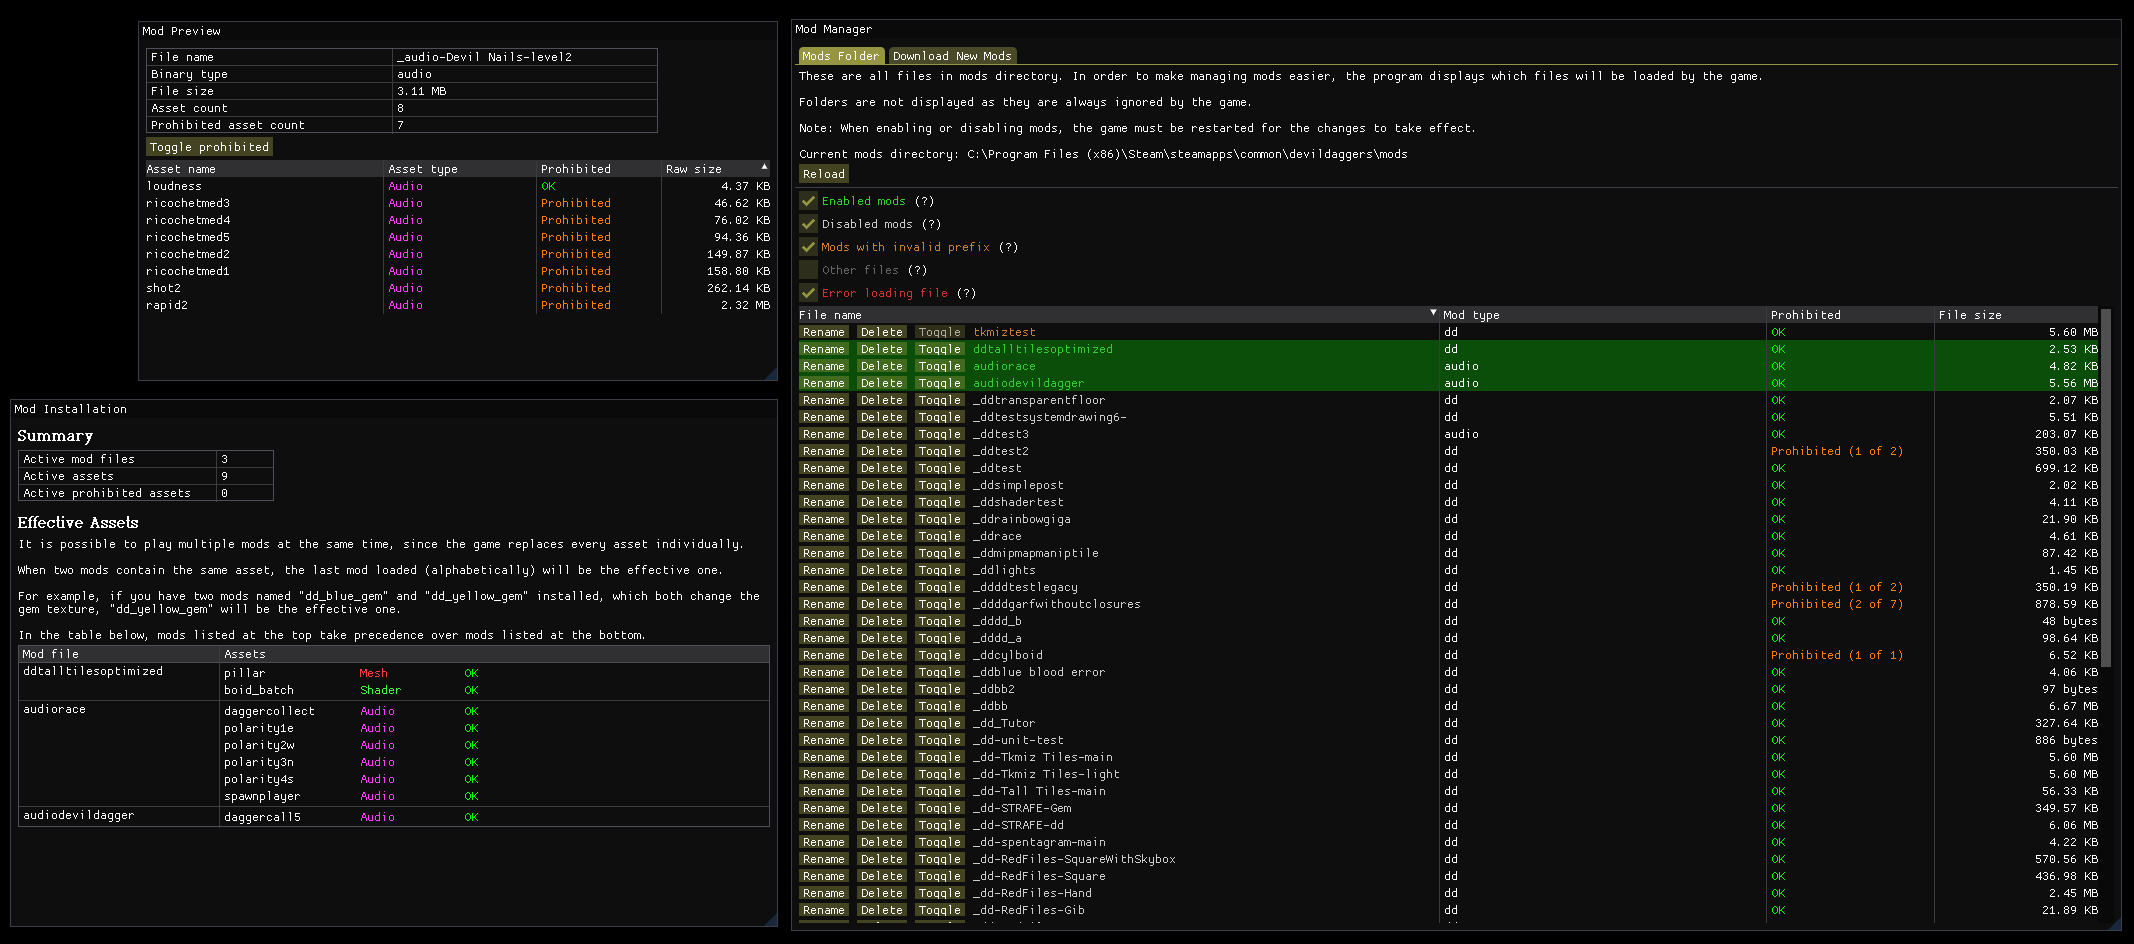 Mod Preview
File name _audio-Devil Nails-level2
Binary type audio
File size 3.11 MB
Asset count 8
Prohibited asset count 7
Toggle prohibited
Asset name Asset type Prohibited Raw size
loudness Audio OK 4.37 KB
ricochetmed3 Audio Prohibited 46.62 KB
ricochetmed4 Audio Prohibited 76.02 KB
ricochetmed5 Audio Prohibited 94.36 KB
ricochetmed2 Audio Prohibited 149.87 KB
ricochetmed1 Audio Prohibited 158.80 KB
shot2 Audio Prohibited 262.14 KB
rapid2 Audio Prohibited 2.32 MB
Mod Installation
Summary
Active mod files 3
Active assets 9
Active prohibited assets 0
Effective Assets
It is possible to play multiple mods at the same time, since the game replaces every asset individually.
When two mods contain the same asset, the last mod loaded (alphabetically) will be the effective one.
For example, if you have two mods named "dd_blue_gem" and "dd_yellow_gem" installed, which both change the
gem texture, "dd_yellow_gem" will be the effective one.
In the table below, mods listed at the top take precedence over mods listed at the bottom.
Mod file Assets
ddtalltilesoptimized pillar Mesh OK
boid_batch Shader OK
audiorace daggercollect Audio OK
polarity1e Audio OK
polarity2w Audio OK
polarity3n Audio OK
polarity4s Audio OK
spawnplayer Audio OK
audiodevildagger daggercall5 Audio OK
Mod Manager
Mods Folder Download New Mods
These are all files in mods directory. In order to make managing mods easier, the program displays which files will be loaded by the game.
Folders are not displayed as they are always ignored by the game.
Note: When enabling or disabling mods, the game must be restarted for the changes to take effect.
Current mods directory: C:\Program Files (x86)\Steam\steamapps\common\devildaggers\mods
Reload
Enabled mods (?)
Disabled mods (?)
Mods with invalid prefix (?)
Other files (?)
Error loading file (?)
File name Mod type Prohibited File size
Rename Delete Toggle tkmiztest dd OK 5.60 MB
Rename Delete Toggle ddtalltilesoptimized dd OK 2.53 KB
Rename Delete Toggle audiorace audio OK 4.82 KB
Rename Delete Toggle audiodevildagger audio OK 5.56 MB
Rename Delete Toggle _ddtransparentfloor dd OK 2.07 KB
Rename Delete Toggle _ddtestsystemdrawing6- dd OK 5.51 KB
Rename Delete Toggle _ddtest3 audio OK 203.07 KB
Rename Delete Toggle _ddtest2 dd Prohibited (1 of 2) 350.03 KB
Rename Delete Toggle _ddtest dd OK 699.12 KB
Rename Delete Toggle _ddsimplepost dd OK 2.02 KB
Rename Delete Toggle _ddshadertest dd OK 4.11 KB
Rename Delete Toggle _ddrainbowgiga dd OK 21.90 KB
Rename Delete Toggle _ddrace dd OK 4.61 KB
Rename Delete Toggle _ddmipmapmaniptile dd OK 87.42 KB
Rename Delete Toggle _ddlights dd OK 1.45 KB
Rename Delete Toggle _ddddtestlegacy dd Prohibited (1 of 2) 350.19 KB
Rename Delete Toggle _ddddgarfwithoutclosures dd Prohibited (2 of 7) 878.59 KB
Rename Delete Toggle _dddd_b dd OK 48 bytes
Rename Delete Toggle _dddd_a dd OK 98.64 KB
Rename Delete Toggle _ddcylboid dd Prohibited (1 of 1) 6.52 KB
Rename Delete Toggle _ddblue blood error dd OK 4.06 KB
Rename Delete Toggle _ddbb2 dd OK 97 bytes
Rename Delete Toggle _ddbb dd OK 6.67 MB
Rename Delete Toggle _dd_Tutor dd OK 327.64 KB
Rename Delete Toggle _dd-unit-test dd OK 886 bytes
Rename Delete Toggle _dd-Tkmiz Tiles-main dd OK 5.60 MB
Rename Delete Toggle _dd-Tkmiz Tiles-light dd OK 5.60 MB
Rename Delete Toggle _dd-Tall Tiles-main dd OK 56.33 KB
Rename Delete Toggle _dd-STRAFE-Gem dd OK 349.57 KB
Rename Delete Toggle _dd-STRAFE-dd dd OK 6.06 MB
Rename Delete Toggle _dd-spentagram-main dd OK 4.22 KB
Rename Delete Toggle _dd-RedFiles-SquareWithSkybox dd OK 570.56 KB
Rename Delete Toggle _dd-RedFiles-Square dd OK 436.98 KB
Rename Delete Toggle _dd-RedFiles-Hand dd OK 2.45 MB
Rename Delete Toggle _dd-RedFiles-Gib dd OK 21.89 KB